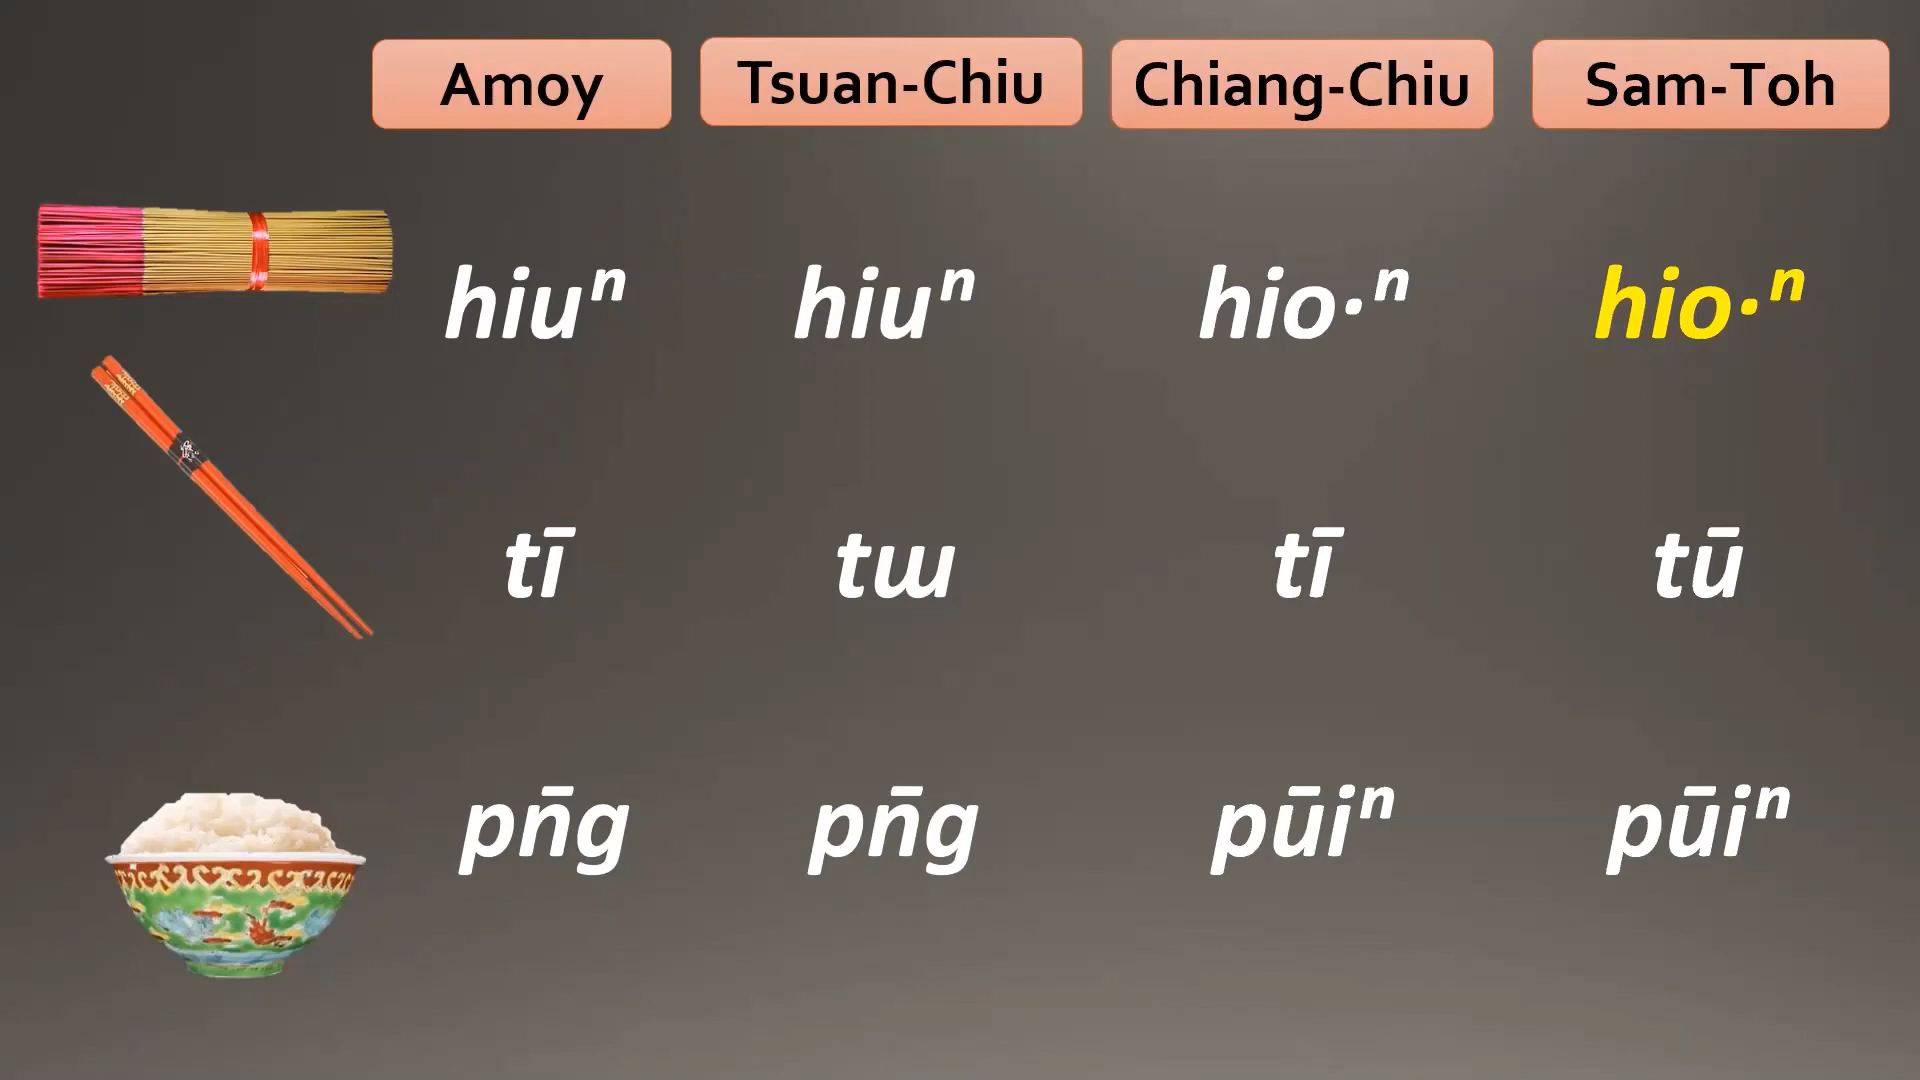 Amoy Tsuan-Chiu Chiang-Chiu Sam-Toh
hiuⁿ hiuⁿ hio·ⁿ hio·ⁿ
tī tɯ tī tū
pn̄g pn̄g pūiⁿ pūiⁿ